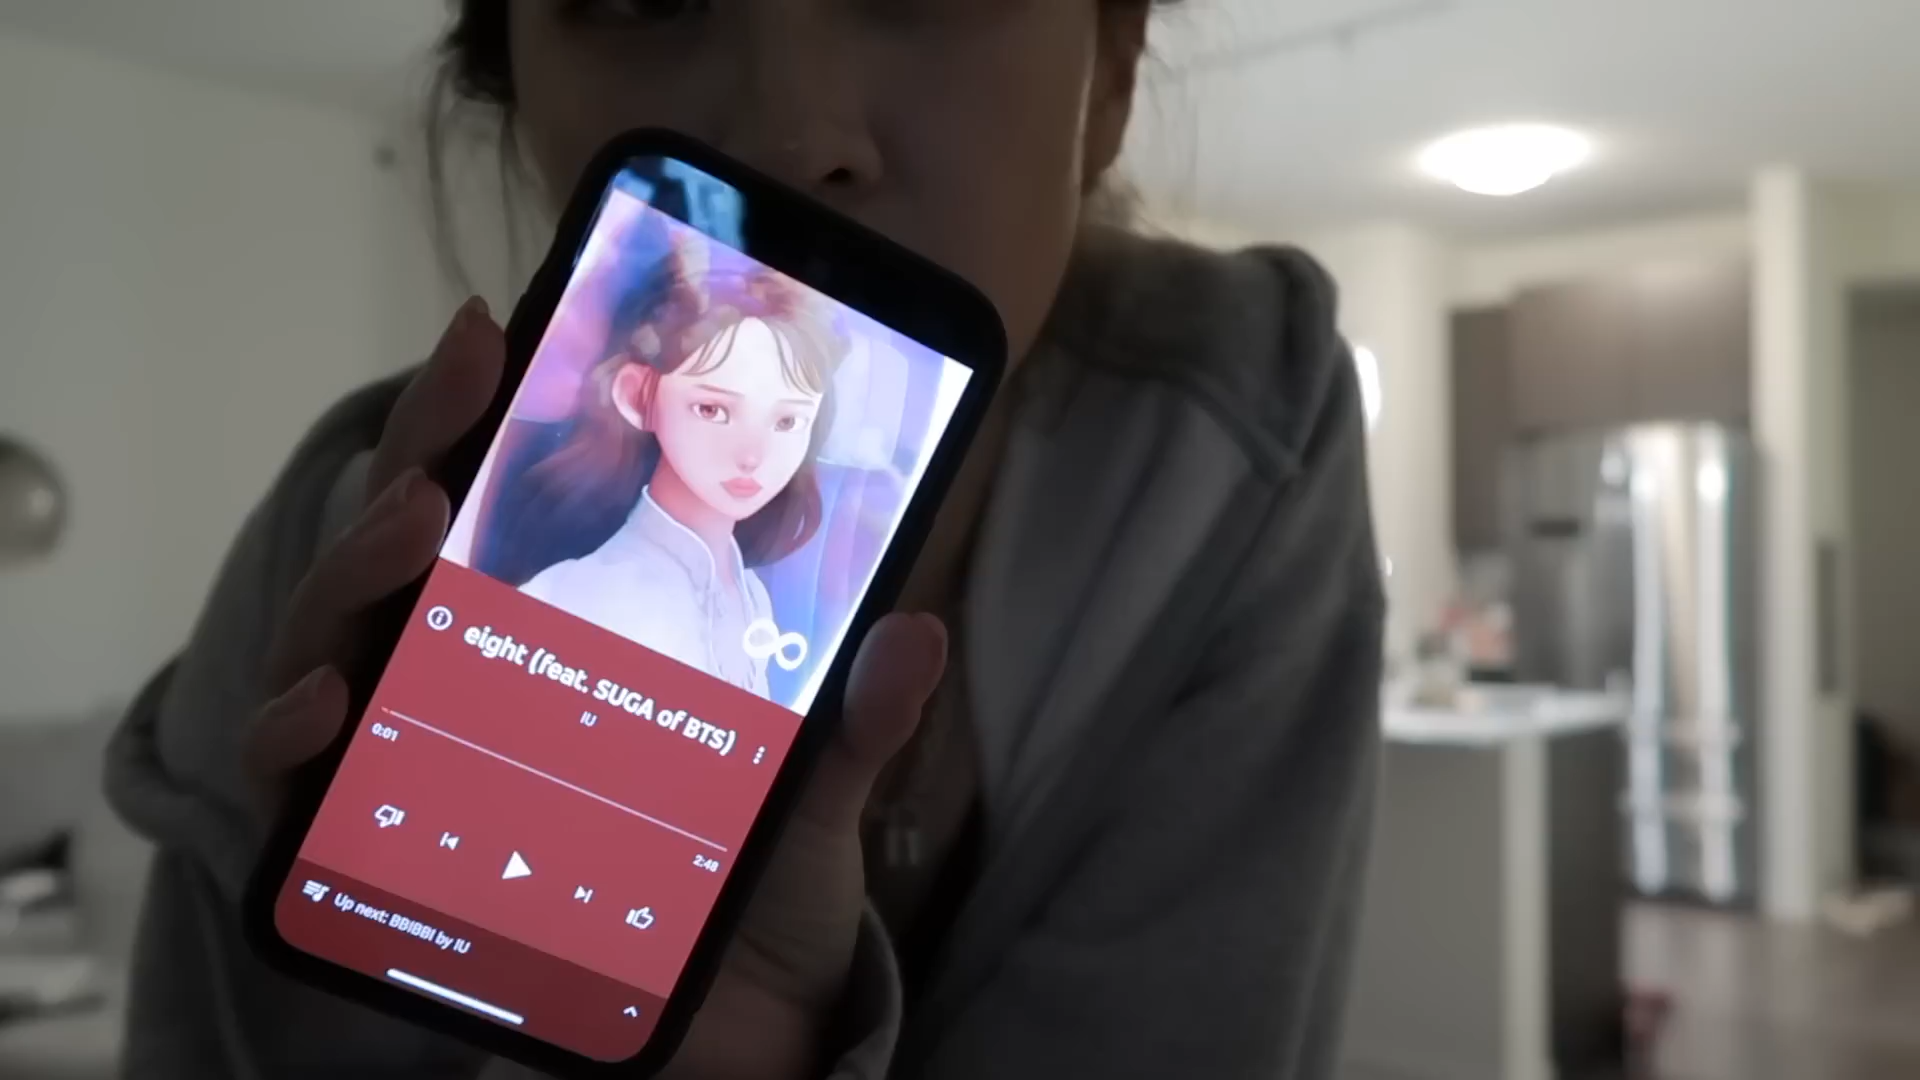 eight (feat. SUGA of BTS)
IU
0:01
2:48
Up next: BBIBBI by IU